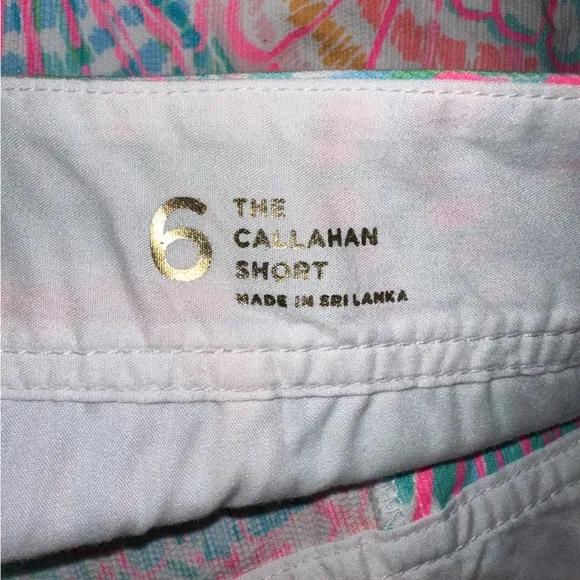 6
THE
CALLAHAN
SHORT
MADE IN SRI LANKA